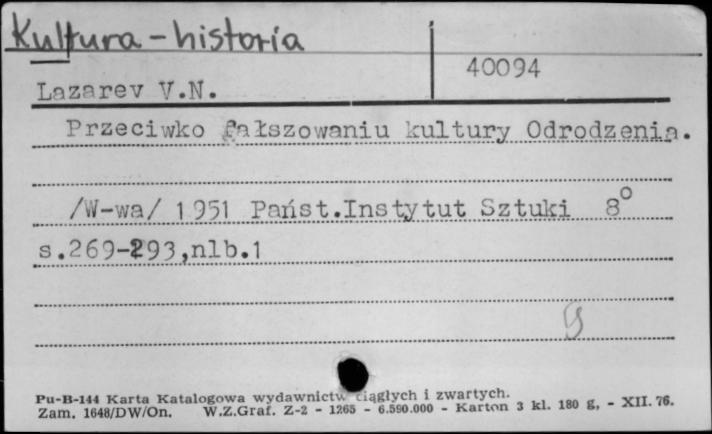 Kultura - historia
40094
Lazarev V.N.
Przeciwko fałszowaniu kultury Odrodzenia.
/W-wa/ 1951 Państ.Instytut Sztuki 8°
s.269-293,nlb.1
Pu-B-144 Karta Katalogowa wydawnictw ciągłych i zwartych.
Zam. 1648/DW/On. W.Z.Graf. Z-2 - 1265 - 6.590.000 - Karton 3 kl. 180 g, - XII. 76.